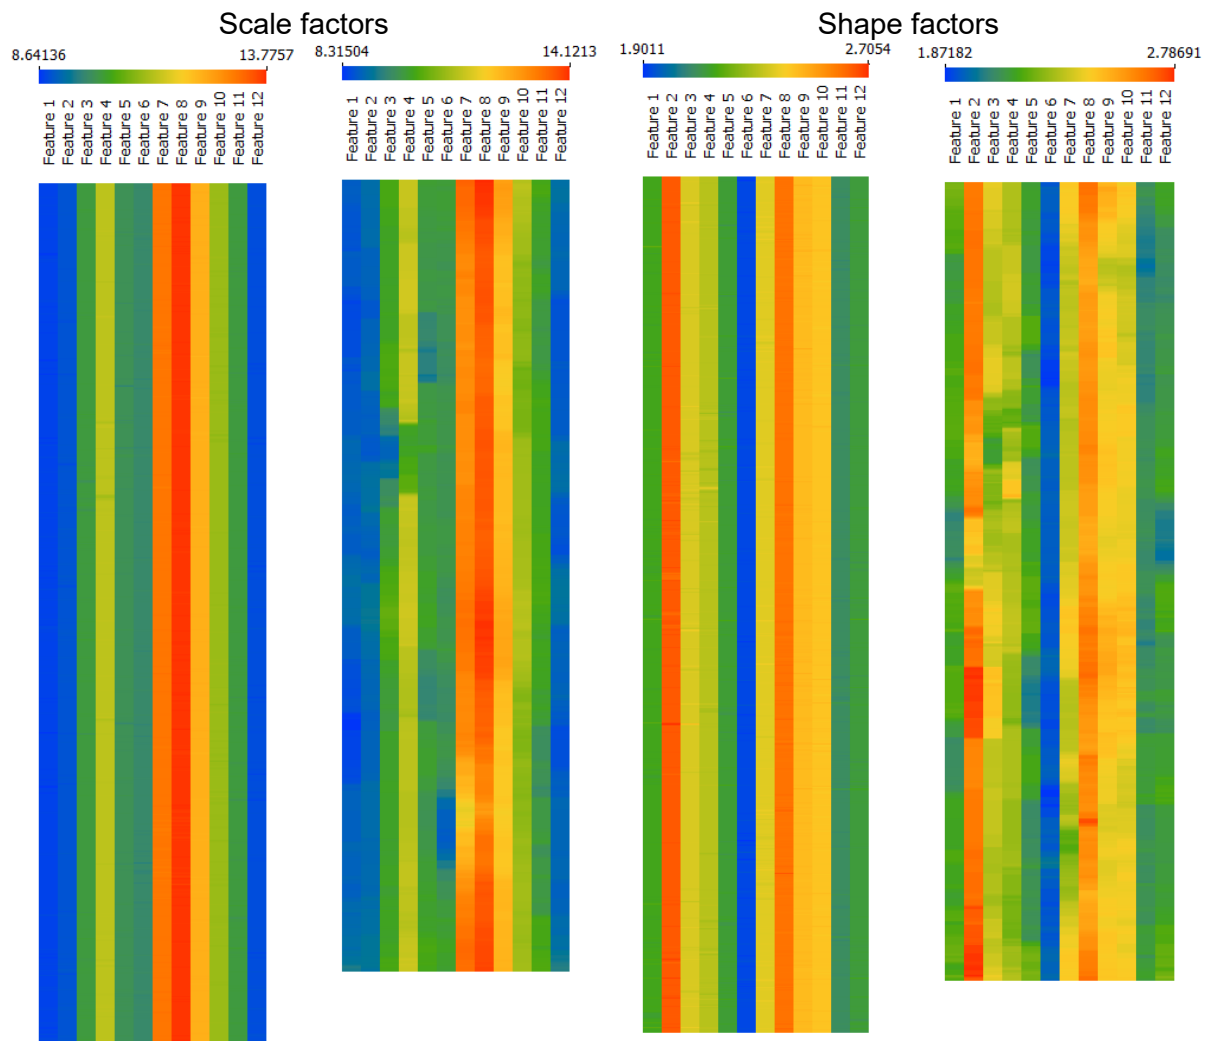 Scale factors
Shape factors
8.64136 13.7757
8.31504 14.1213
1.9011 2.7054
1.87182 2.78691
Feature 1
Feature 2
Feature 3
Feature 4
Feature 5
Feature 6
Feature 7
Feature 8
Feature 9
Feature 10
Feature 11
Feature 12
Feature 1
Feature 2
Feature 3
Feature 4
Feature 5
Feature 6
Feature 7
Feature 8
Feature 9
Feature 10
Feature 11
Feature 12
Feature 1
Feature 2
Feature 3
Feature 4
Feature 5
Feature 6
Feature 7
Feature 8
Feature 9
Feature 10
Feature 11
Feature 12
Feature 1
Feature 2
Feature 3
Feature 4
Feature 5
Feature 6
Feature 7
Feature 8
Feature 9
Feature 10
Feature 11
Feature 12